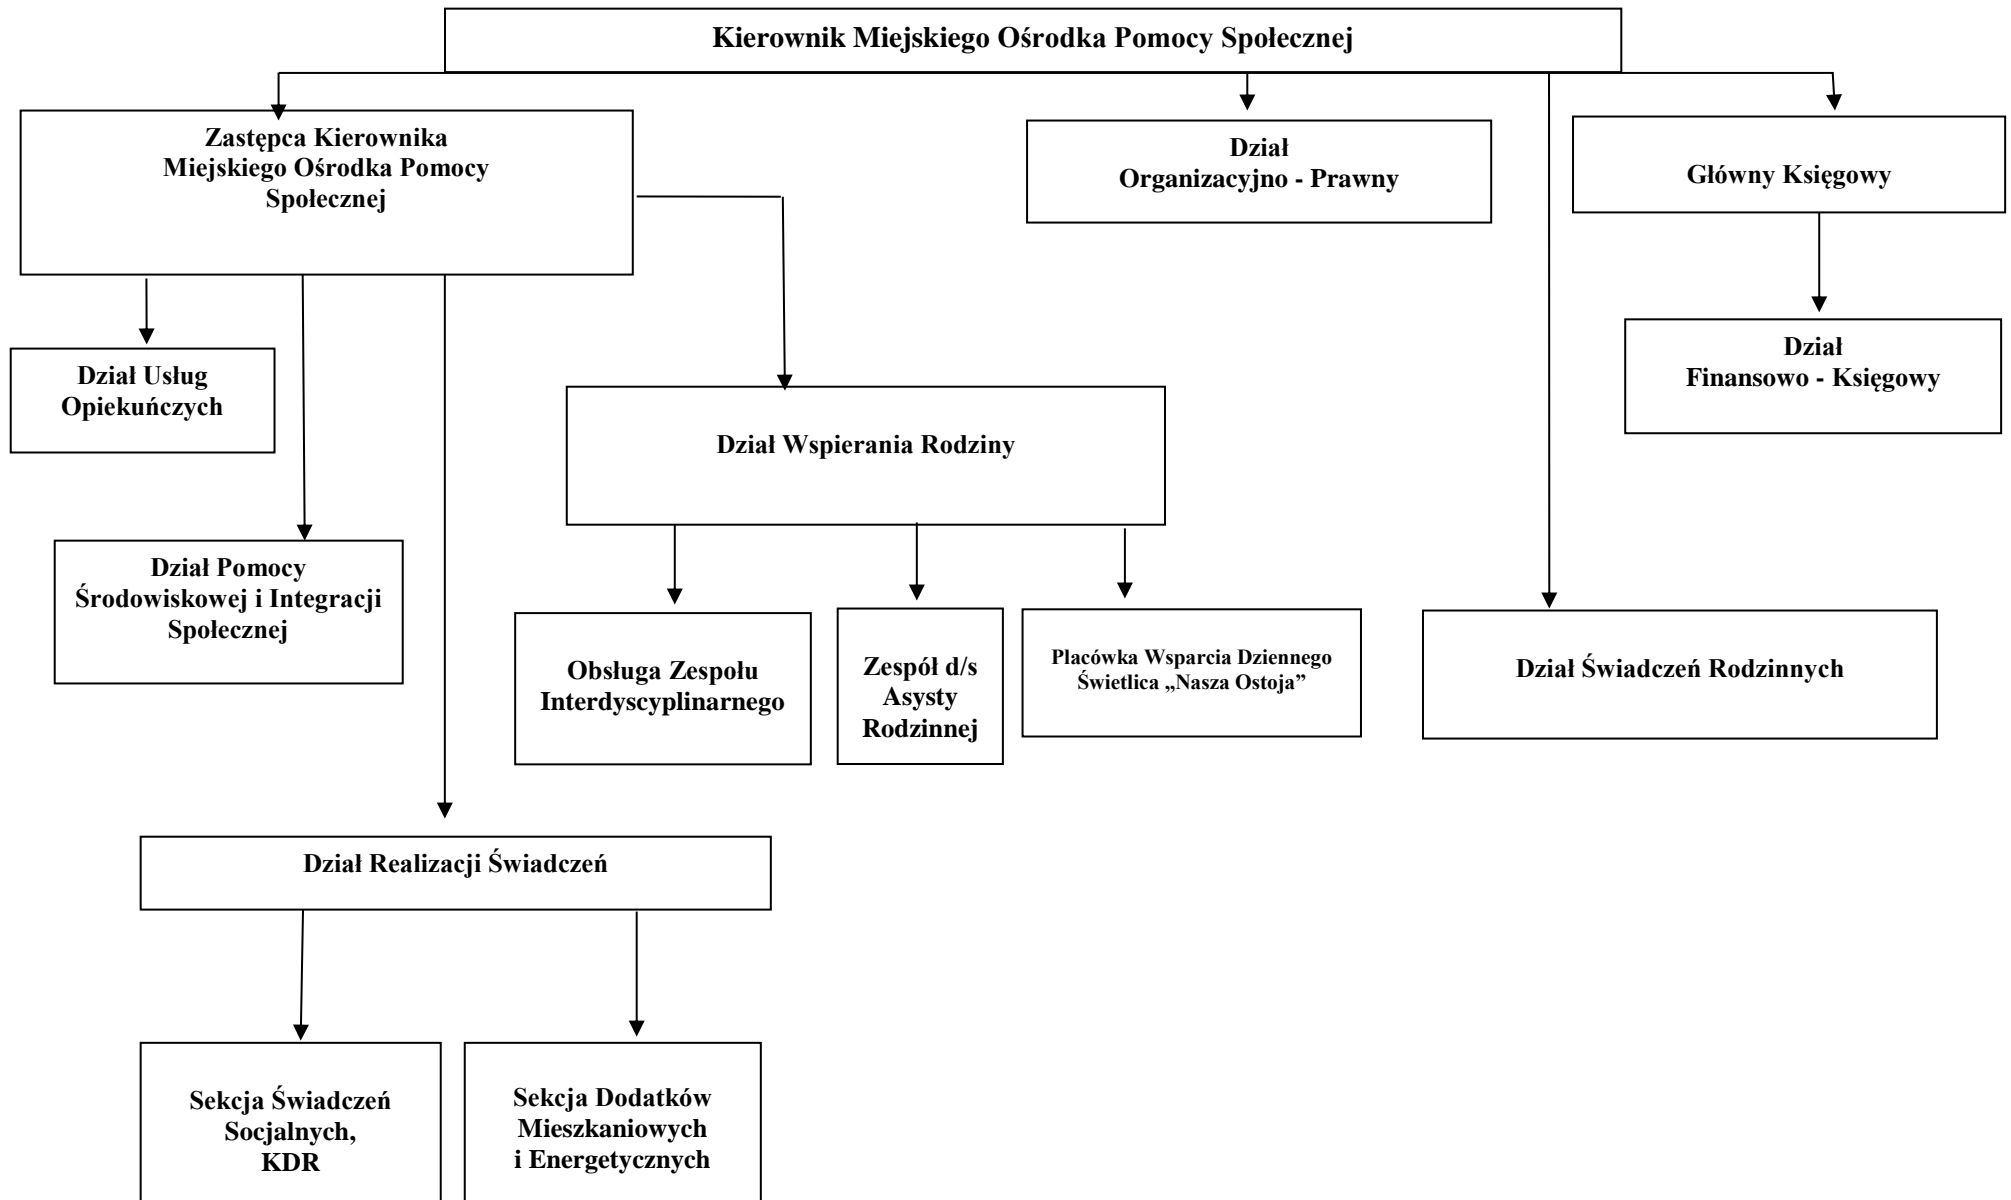 Kierownik Miejskiego Ośrodka Pomocy Społecznej
Zastępca Kierownika
Miejskiego Ośrodka Pomocy
Społecznej
Dział
Organizacyjno - Prawny
Główny Księgowy
Dział
Finansowo - Księgowy
Dział Usług
Opiekuńczych
Dział Wspierania Rodziny
Dział Pomocy
Środowiskowej i Integracji
Społecznej
Obsługa Zespołu
Interdyscyplinarnego
Zespół d/s
Asysty
Rodzinnej
Placówka Wsparcia Dziennego
Świetlica „Nasza Ostoja”
Dział Świadczeń Rodzinnych
Dział Realizacji Świadczeń
Sekcja Świadczeń
Socjalnych,
KDR
Sekcja Dodatków
Mieszkaniowych
i Energetycznych